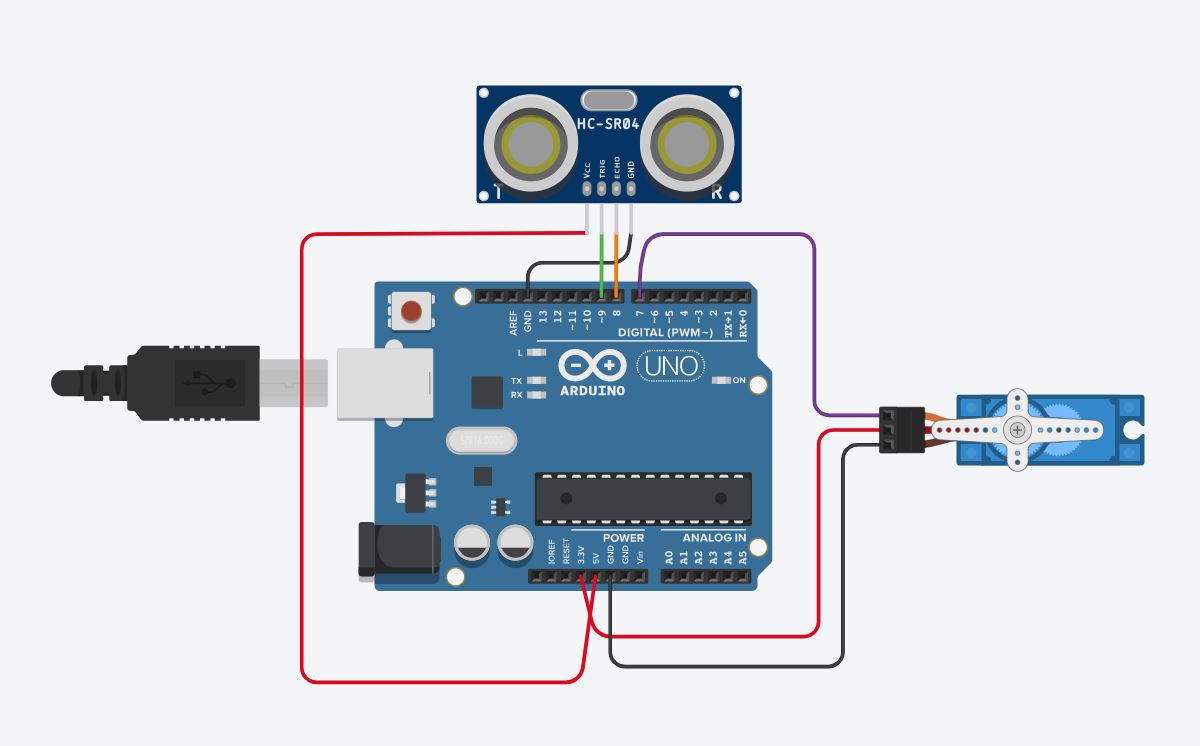 HC-SR04
VCC
TRIG
ECHO
GND
T
R
AREF
GND
13
12
~11
~10
~9
8
7
~6
~5
4
~3
2
TX→1
RX←0
DIGITAL (PWM~)
L
TX
RX
ARDUINO
UNO
ON
POWER
ANALOG IN
IOREF
RESET
3.3V
5V
GND
GND
Vin
A0
A1
A2
A3
A4
A5